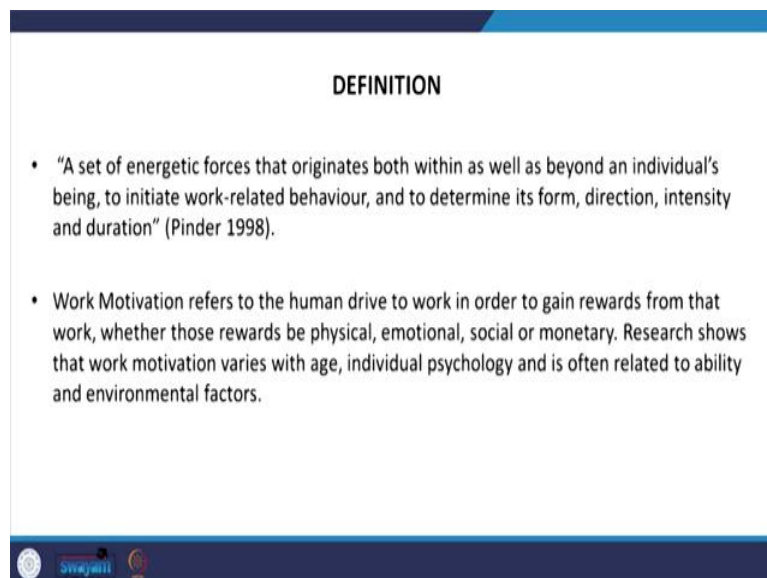 DEFINITION
• “A set of energetic forces that originates both within as well as beyond an individual’s
being, to initiate work-related behaviour, and to determine its form, direction, intensity
and duration” (Pinder 1998).
• Work Motivation refers to the human drive to work in order to gain rewards from that
work, whether those rewards be physical, emotional, social or monetary. Research shows
that work motivation varies with age, individual psychology and is often related to ability
and environmental factors.
swayam